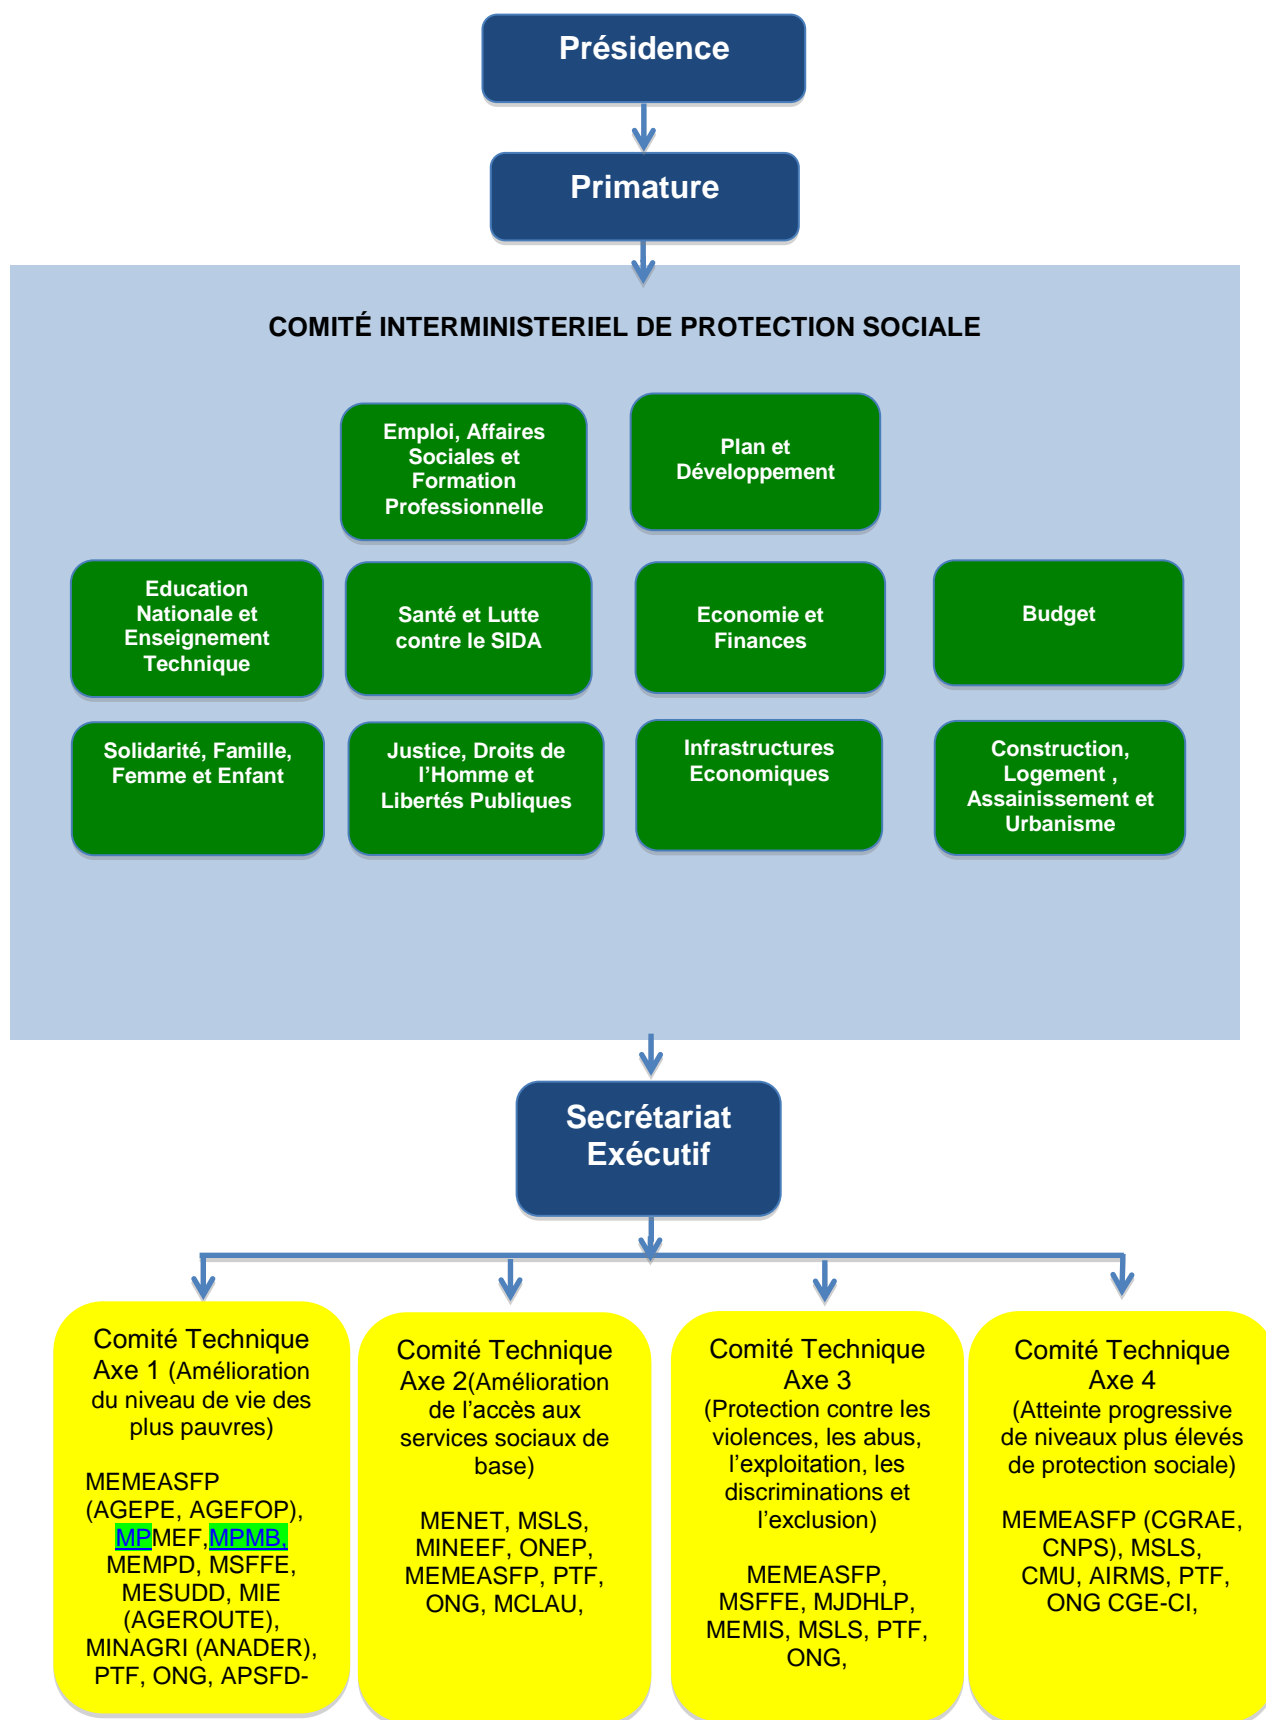 Présidence
Primature
COMITÉ INTERMINISTERIEL DE PROTECTION SOCIALE
Emploi, Affaires
Sociales et
Formation
Professionnelle
Plan et
Développement
Education
Nationale et
Enseignement
Technique
Santé et Lutte
contre le SIDA
Economie et
Finances
Budget
Solidarité, Famille,
Femme et Enfant
Justice, Droits de
l’Homme et
Libertés Publiques
Infrastructures
Economiques
Construction,
Logement ,
Assainissement et
Urbanisme
Secrétariat
Exécutif
Comité Technique
Axe 1 (Amélioration
du niveau de vie des
plus pauvres)
MEMEASFP
(AGEPE, AGEFOP),
MPMEF,MPMB,
MEMPD, MSFFE,
MESUDD, MIE
(AGEROUTE),
MINAGRI (ANADER),
PTF, ONG, APSFD-
Comité Technique
Axe 2(Amélioration
de l’accès aux
services sociaux de
base)
MENET, MSLS,
MINEEF, ONEP,
MEMEASFP, PTF,
ONG, MCLAU,
Comité Technique
Axe 3
(Protection contre les
violences, les abus,
l’exploitation, les
discriminations et
l’exclusion)
MEMEASFP,
MSFFE, MJDHLP,
MEMIS, MSLS, PTF,
ONG,
Comité Technique
Axe 4
(Atteinte progressive
de niveaux plus élevés
de protection sociale)
MEMEASFP (CGRAE,
CNPS), MSLS,
CMU, AIRMS, PTF,
ONG CGE-CI,